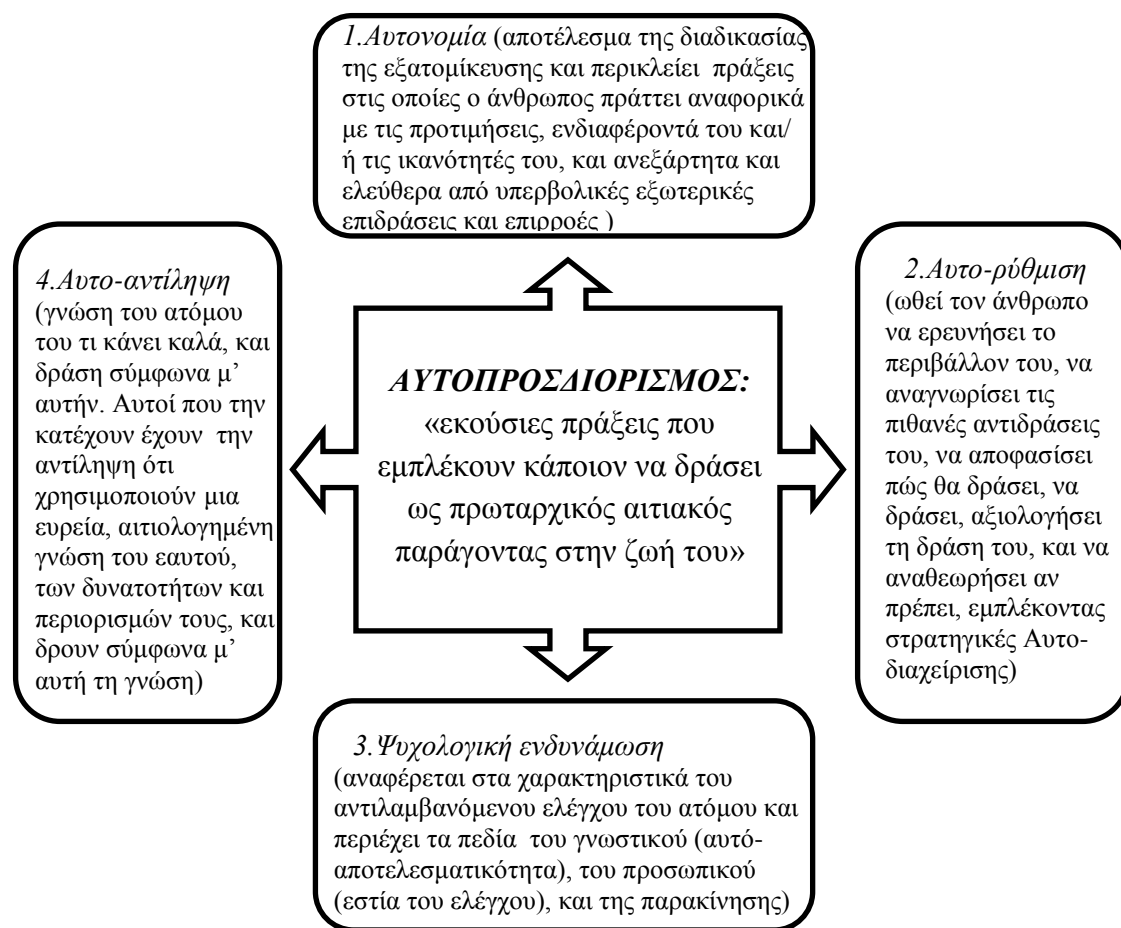 1.Αυτονομία (αποτέλεσμα της διαδικασίας
της εξατομίκευσης και περικλείει πράξεις
στις οποίες ο άνθρωπος πράττει αναφορικά
με τις προτιμήσεις, ενδιαφέροντά του και/
ή τις ικανότητές του, και ανεξάρτητα και
ελεύθερα από υπερβολικές εξωτερικές
επιδράσεις και επιρροές )
4.Αυτο-αντίληψη
(γνώση του ατόμου
του τι κάνει καλά, και
δράση σύμφωνα μ’
αυτήν. Αυτοί που την
κατέχουν έχουν την
αντίληψη ότι
χρησιμοποιούν μια
ευρεία, αιτιολογημένη
γνώση του εαυτού,
των δυνατοτήτων και
περιορισμών τους, και
δρουν σύμφωνα μ’
αυτή τη γνώση)
ΑΥΤΟΠΡΟΣΔΙΟΡΙΣΜΟΣ:
«εκούσιες πράξεις που
εμπλέκουν κάποιον να δράσει
ως πρωταρχικός αιτιακός
παράγοντας στην ζωή του»
2.Αυτο-ρύθμιση
(ωθεί τον άνθρωπο
να ερευνήσει το
περιβάλλον του, να
αναγνωρίσει τις
πιθανές αντιδράσεις
του, να αποφασίσει
πώς θα δράσει, να
δράσει, αξιολογήσει
τη δράση του, και να
αναθεωρήσει αν
πρέπει, εμπλέκοντας
στρατηγικές Αυτο-
διαχείρισης)
3.Ψυχολογική ενδυνάμωση
(αναφέρεται στα χαρακτηριστικά του
αντιλαμβανόμενου ελέγχου του ατόμου και
περιέχει τα πεδία του γνωστικού (αυτό-
αποτελεσματικότητα), του προσωπικού
(εστία του ελέγχου), και της παρακίνησης)